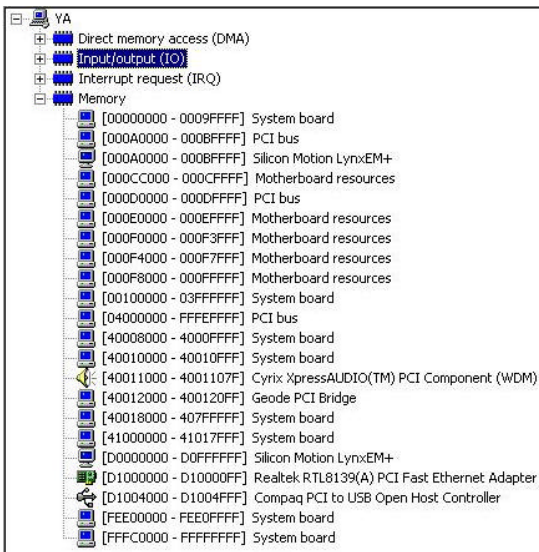 YA
Direct memory access (DMA)
Input/output (IO)
Interrupt request (IRQ)
Memory
[00000000 - 0009FFFF] System board
[000A0000 - 000BFFFF] PCI bus
[000A0000 - 000BFFFF] Silicon Motion LynxEM+
[000CC000 - 000CFFFF] Motherboard resources
[000D0000 - 000DFFFF] PCI bus
[000E0000 - 000EFFFF] Motherboard resources
[000F0000 - 000F3FFF] Motherboard resources
[000F4000 - 000F7FFF] Motherboard resources
[000F8000 - 000FFFFF] Motherboard resources
[00100000 - 03FFFFFF] System board
[04000000 - FFFEFFFF] PCI bus
[40008000 - 4000FFFF] System board
[40010000 - 40010FFF] System board
[40011000 - 4001107F] Cyrix XpressAUDIO(TM) PCI Component (WDM)
[40012000 - 400120FF] Geode PCI Bridge
[40018000 - 407FFFFF] System board
[41000000 - 41017FFF] System board
[D0000000 - D0FFFFFF] Silicon Motion LynxEM+
[D1000000 - D10000FF] Realtek RTL8139(A) PCI Fast Ethernet Adapter
[D1004000 - D1004FFF] Compaq PCI to USB Open Host Controller
[FEE00000 - FEE0FFFF] System board
[FFFC0000 - FFFFFFFF] System board